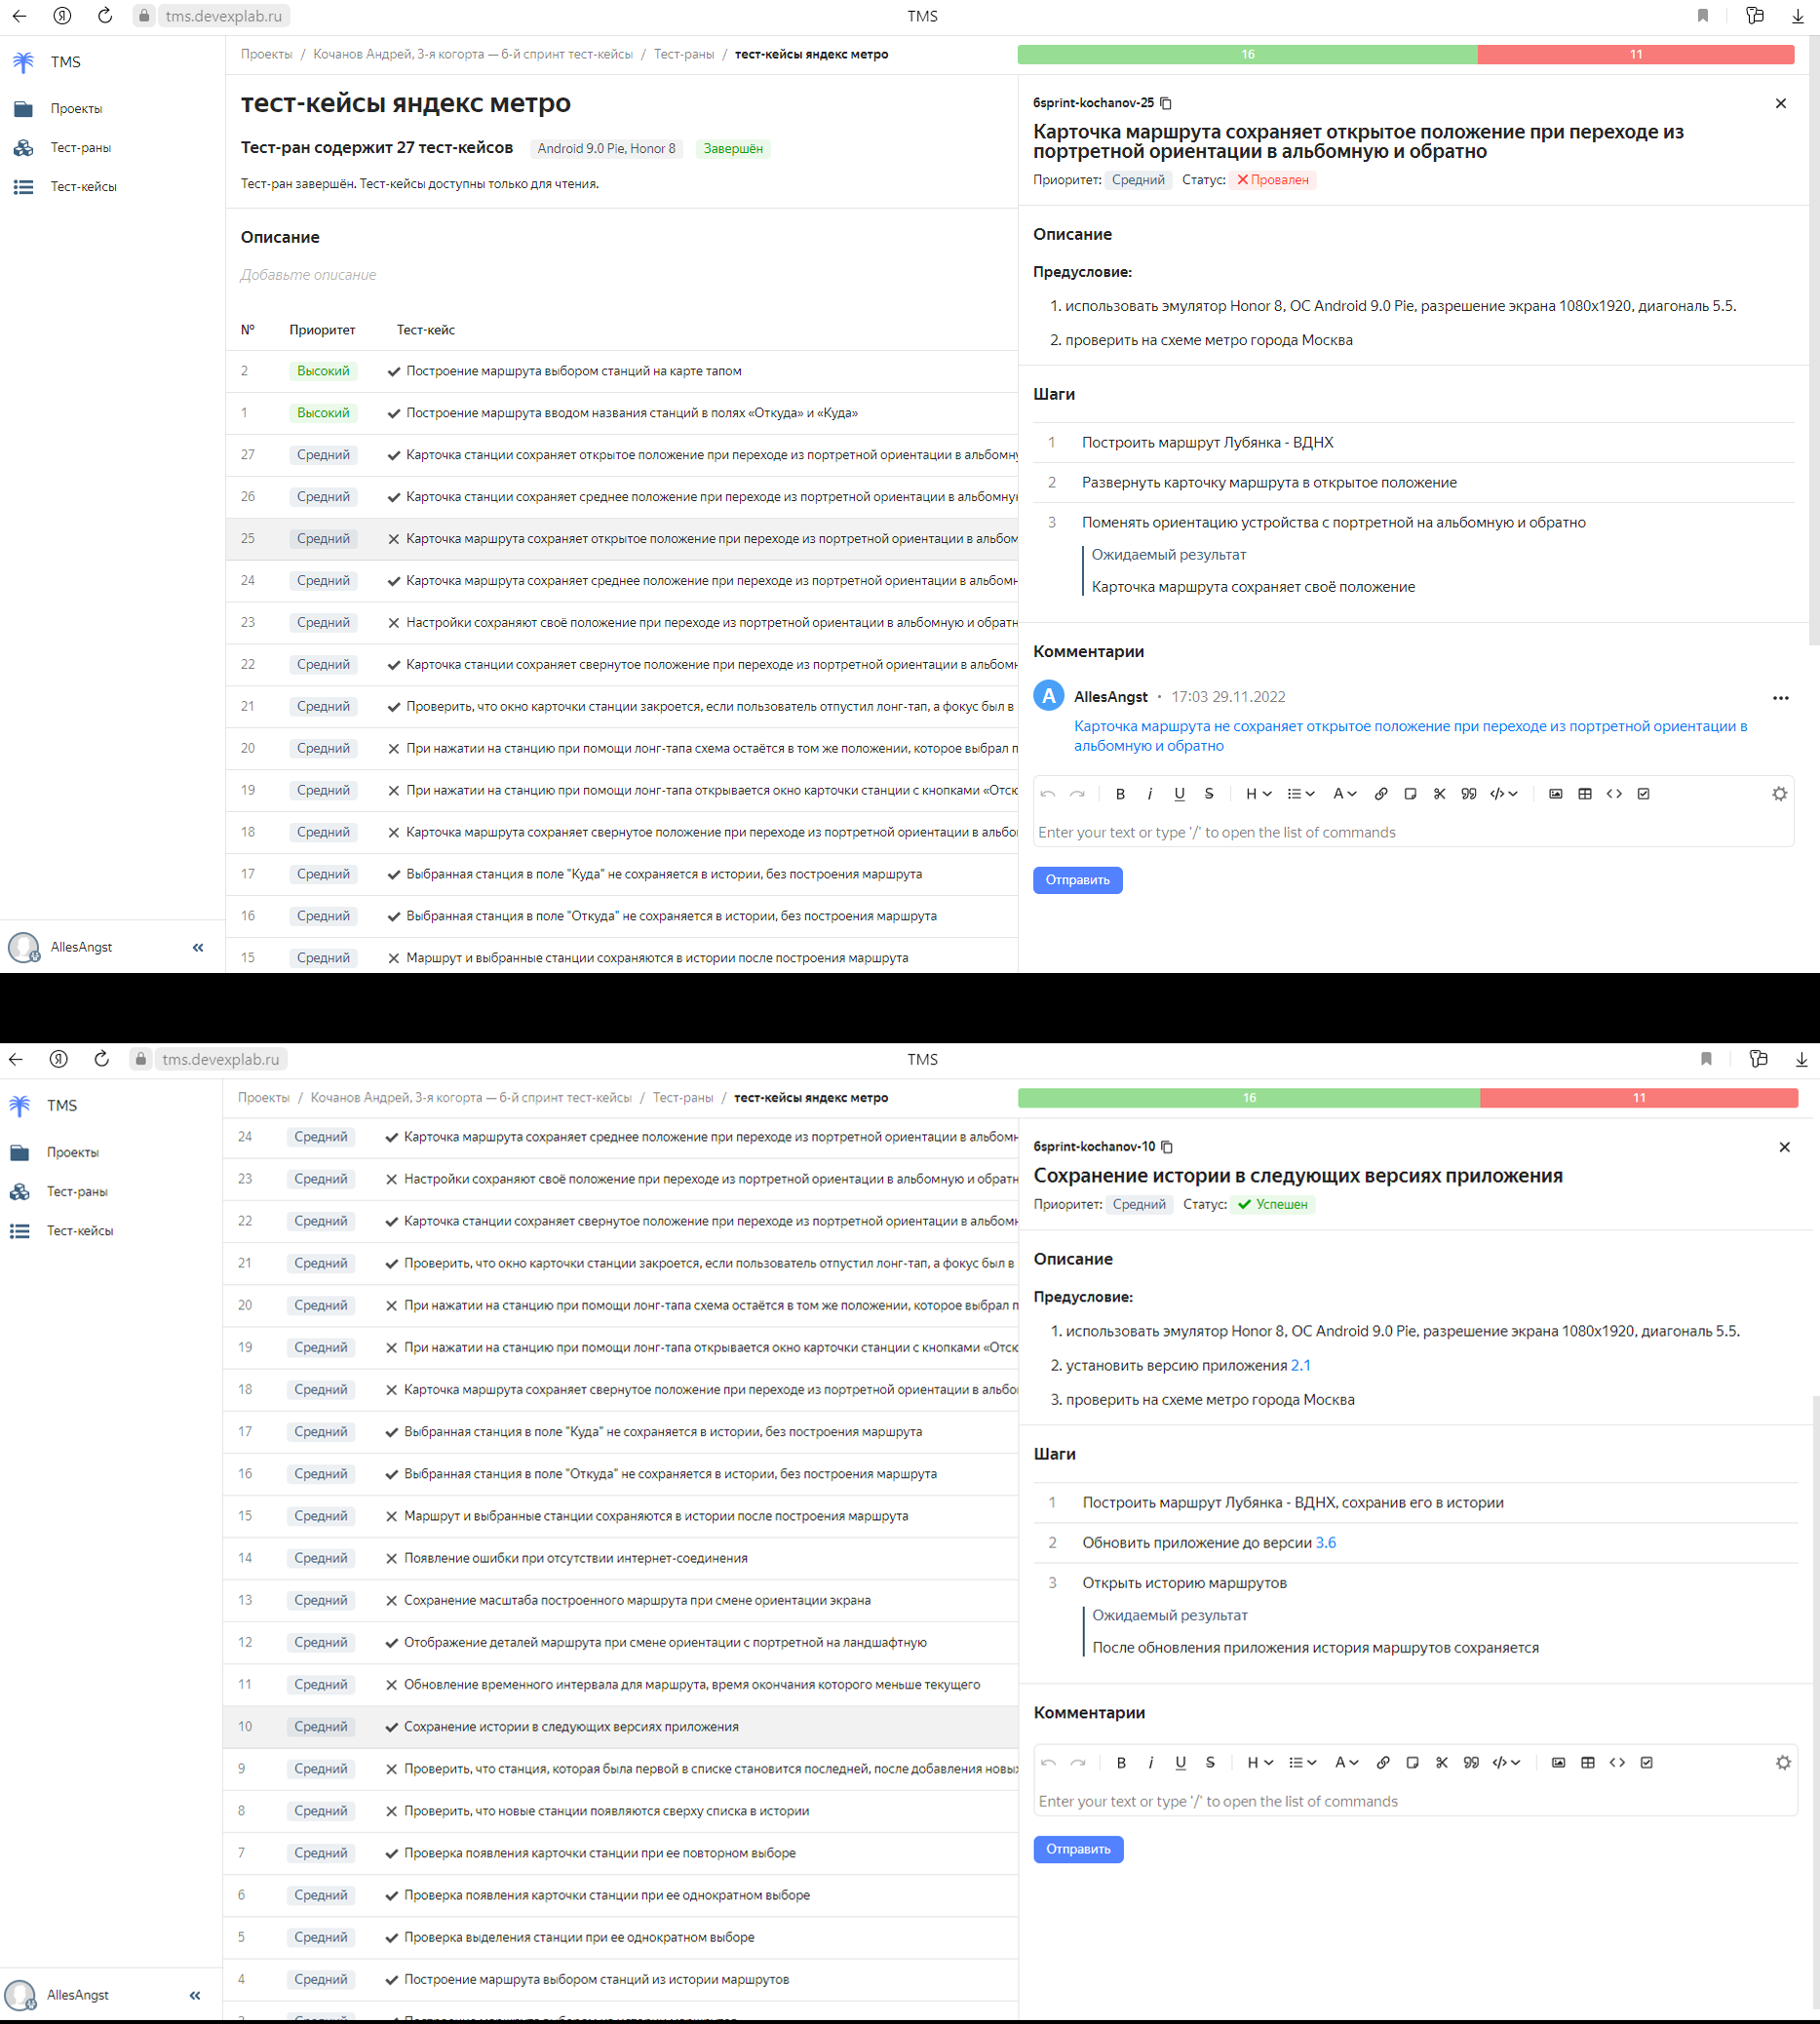 tms.devexplab.ru
TMS
TMS
Проекты
Тест-раны
Тест-кейсы
AllesAngst
Проекты / Кочанов Андрей, 3-я когорта — 6-й спринт тест-кейсы / Тест-раны / тест-кейсы яндекс метро
16 11
тест-кейсы яндекс метро
Тест-ран содержит 27 тест-кейсов Android 9.0 Pie, Honor 8 Завершён
Тест-ран завершён. Тест-кейсы доступны только для чтения.
Описание
Добавьте описание
№ Приоритет Тест-кейс
2 Высокий Построение маршрута выбором станций на карте тапом
1 Высокий Построение маршрута вводом названия станций в полях «Откуда» и «Куда»
27 Средний Карточка станции сохраняет открытое положение при переходе из портретной ориентации в альбомну
26 Средний Карточка станции сохраняет среднее положение при переходе из портретной ориентации в альбомну
25 Средний Карточка маршрута сохраняет открытое положение при переходе из портретной ориентации в альбом
24 Средний Карточка маршрута сохраняет среднее положение при переходе из портретной ориентации в альбом
23 Средний Настройки сохраняют своё положение при переходе из портретной ориентации в альбомную и обрат
22 Средний Карточка станции сохраняет свернутое положение при переходе из портретной ориентации в альбом
21 Средний Проверить, что окно карточки станции закроется, если пользователь отпустил лонг-тап, а фокус был в
20 Средний При нажатии на станцию при помощи лонг-тапа схема остаётся в том же положении, которое выбрал
19 Средний При нажатии на станцию при помощи лонг-тапа открывается окно карточки станции с кнопками «Отс
18 Средний Карточка маршрута сохраняет свернутое положение при переходе из портретной ориентации в альбо
17 Средний Выбранная станция в поле "Куда" не сохраняется в истории, без построения маршрута
16 Средний Выбранная станция в поле "Откуда" не сохраняется в истории, без построения маршрута
15 Средний Маршрут и выбранные станции сохраняются в истории после построения маршрута
6sprint-kochanov-25
Карточка маршрута сохраняет открытое положение при переходе из
портретной ориентации в альбомную и обратно
Приоритет: Средний Статус: Провален
Описание
Предусловие:
1. использовать эмулятор Honor 8, ОС Android 9.0 Pie, разрешение экрана 1080x1920, диагональ 5.5.
2. проверить на схеме метро города Москва
Шаги
1 Построить маршрут Лубянка - ВДНХ
2 Развернуть карточку маршрута в открытое положение
3 Поменять ориентацию устройства с портретной на альбомную и обратно
Ожидаемый результат
Карточка маршрута сохраняет своё положение
Комментарии
A AllesAngst • 17:03 29.11.2022
Карточка маршрута не сохраняет открытое положение при переходе из портретной ориентации в
альбомную и обратно
Enter your text or type '/' to open the list of commands
Отправить
tms.devexplab.ru
TMS
TMS
Проекты
Тест-раны
Тест-кейсы
AllesAngst
Проекты / Кочанов Андрей, 3-я когорта — 6-й спринт тест-кейсы / Тест-раны / тест-кейсы яндекс метро
16 11
24 Средний Карточка маршрута сохраняет среднее положение при переходе из портретной ориентации в альбом
23 Средний Настройки сохраняют своё положение при переходе из портретной ориентации в альбомную и обрат
22 Средний Карточка станции сохраняет свернутое положение при переходе из портретной ориентации в альбом
21 Средний Проверить, что окно карточки станции закроется, если пользователь отпустил лонг-тап, а фокус был в
20 Средний При нажатии на станцию при помощи лонг-тапа схема остаётся в том же положении, которое выбрал
19 Средний При нажатии на станцию при помощи лонг-тапа открывается окно карточки станции с кнопками «Отс
18 Средний Карточка маршрута сохраняет свернутое положение при переходе из портретной ориентации в альбо
17 Средний Выбранная станция в поле "Куда" не сохраняется в истории, без построения маршрута
16 Средний Выбранная станция в поле "Откуда" не сохраняется в истории, без построения маршрута
15 Средний Маршрут и выбранные станции сохраняются в истории после построения маршрута
14 Средний Появление ошибки при отсутствии интернет-соединения
13 Средний Сохранение масштаба построенного маршрута при смене ориентации экрана
12 Средний Отображение деталей маршрута при смене ориентации с портретной на ландшафтную
11 Средний Обновление временного интервала для маршрута, время окончания которого меньше текущего
10 Средний Сохранение истории в следующих версиях приложения
9 Средний Проверить, что станция, которая была первой в списке становится последней, после добавления новы
8 Средний Проверить, что новые станции появляются сверху списка в истории
7 Средний Проверка появления карточки станции при ее повторном выборе
6 Средний Проверка появления карточки станции при ее однократном выборе
5 Средний Проверка выделения станции при ее однократном выборе
4 Средний Построение маршрута выбором станций из истории маршрутов
6sprint-kochanov-10
Сохранение истории в следующих версиях приложения
Приоритет: Средний Статус: Успешен
Описание
Предусловие:
1. использовать эмулятор Honor 8, ОС Android 9.0 Pie, разрешение экрана 1080x1920, диагональ 5.5.
2. установить версию приложения 2.1
3. проверить на схеме метро города Москва
Шаги
1 Построить маршрут Лубянка - ВДНХ, сохранив его в истории
2 Обновить приложение до версии 3.6
3 Открыть историю маршрутов
Ожидаемый результат
После обновления приложения история маршрутов сохраняется
Комментарии
Enter your text or type '/' to open the list of commands
Отправить